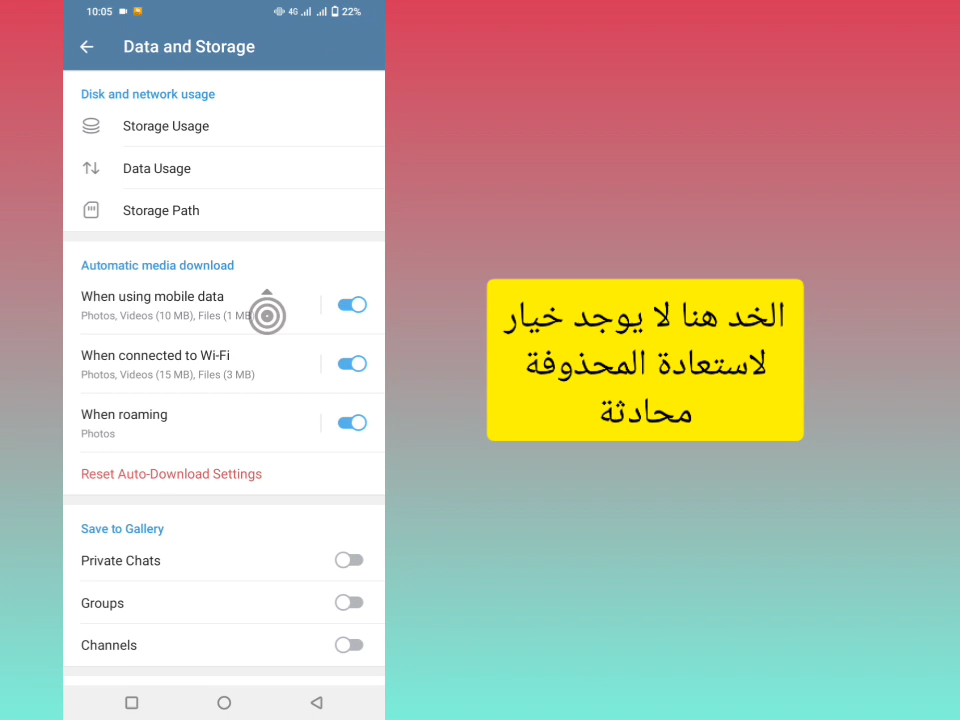 10:05 4G 22%
Data and Storage
Disk and network usage
Storage Usage
Data Usage
Storage Path
Automatic media download
When using mobile data
Photos, Videos (10 MB), Files (1 MB)
When connected to Wi-Fi
Photos, Videos (15 MB), Files (3 MB)
When roaming
Photos
Reset Auto-Download Settings
Save to Gallery
Private Chats
Groups
Channels
الخد هنا لا يوجد خيار
لاستعادة المحذوفة
محادثة